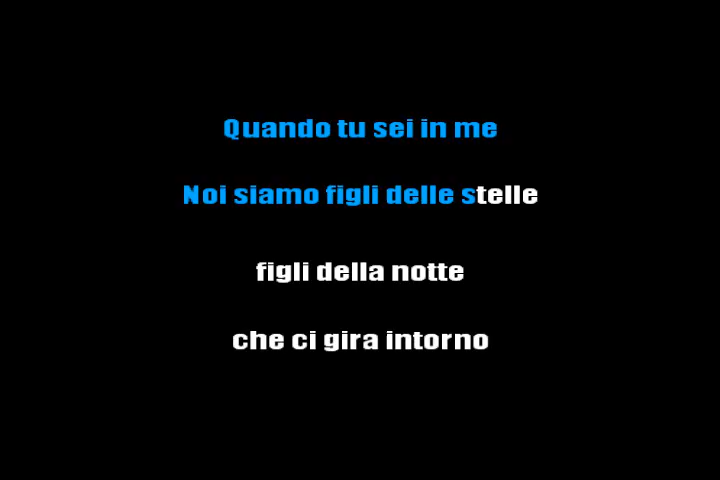 Quando tu sei in me
Noi siamo figli delle stelle
figli della notte
che ci gira intorno